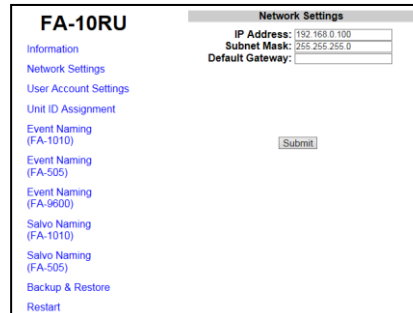 FA-10RU
Information
Network Settings
User Account Settings
Unit ID Assignment
Event Naming
(FA-1010)
Event Naming
(FA-505)
Event Naming
(FA-9600)
Salvo Naming
(FA-1010)
Salvo Naming
(FA-505)
Backup & Restore
Restart
Network Settings
IP Address: 192.168.0.100
Subnet Mask: 255.255.255.0
Default Gateway:
Submit